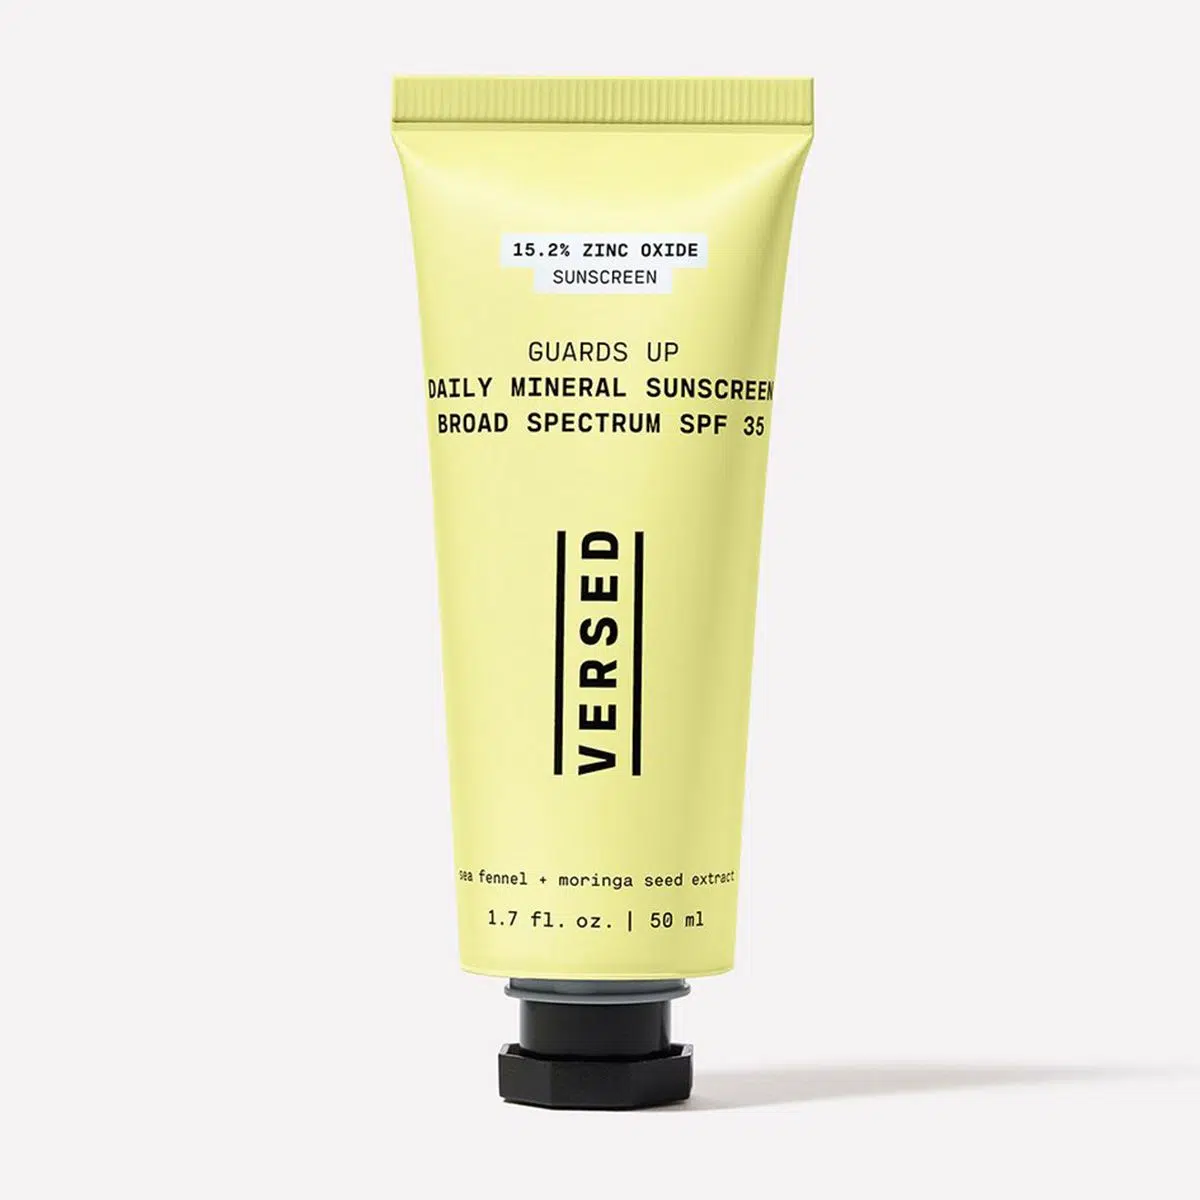 15.2% ZINC OXIDE
SUNSCREEN
GUARDS UP
DAILY MINERAL SUNSCREEN
BROAD SPECTRUM SPF 35
VERSED
sea fennel + moringa seed extract
1.7 fl. oz. | 50 ml